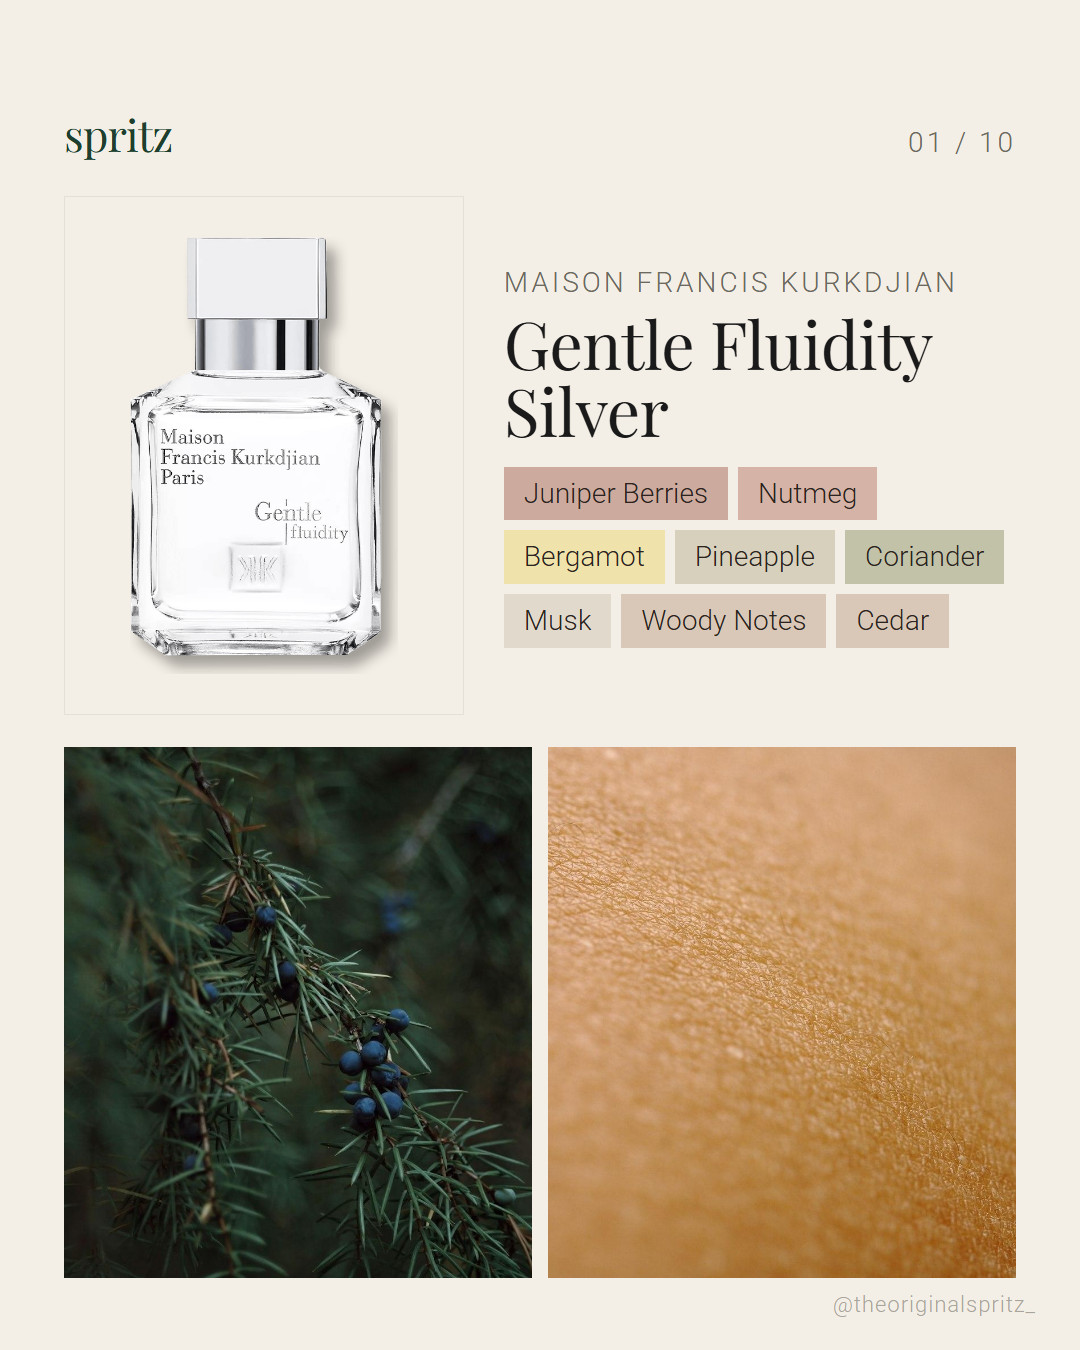 spritz
01 / 10
Maison
Francis Kurkdjian
Paris
Gentle
fluidity
MAISON FRANCIS KURKDJIAN
Gentle Fluidity
Silver
Juniper Berries
Nutmeg
Bergamot
Pineapple
Coriander
Musk
Woody Notes
Cedar
@theoriginalspritz_